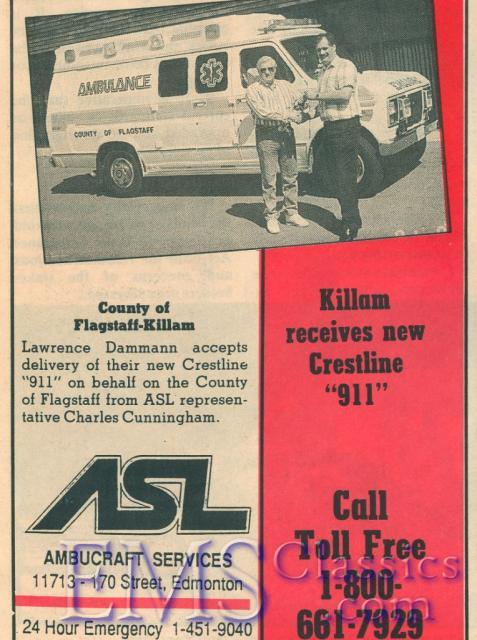 AMBULANCE
COUNTY OF FLAGSTAFF
AMBULANCE
County of
Flagstaff-Killam
Lawrence Dammann accepts
delivery of their new Crestline
"911" on behalf on the County
of Flagstaff from ASL represen-
tative Charles Cunningham.
ASL
AMBUCRAFT SERVICES
11713 - 170 Street, Edmonton
24 Hour Emergency 1-451-9040
Killam
receives new
Crestline
"911"
Call
Toll Free
1-800-
661-7929
EMSClassics
.com